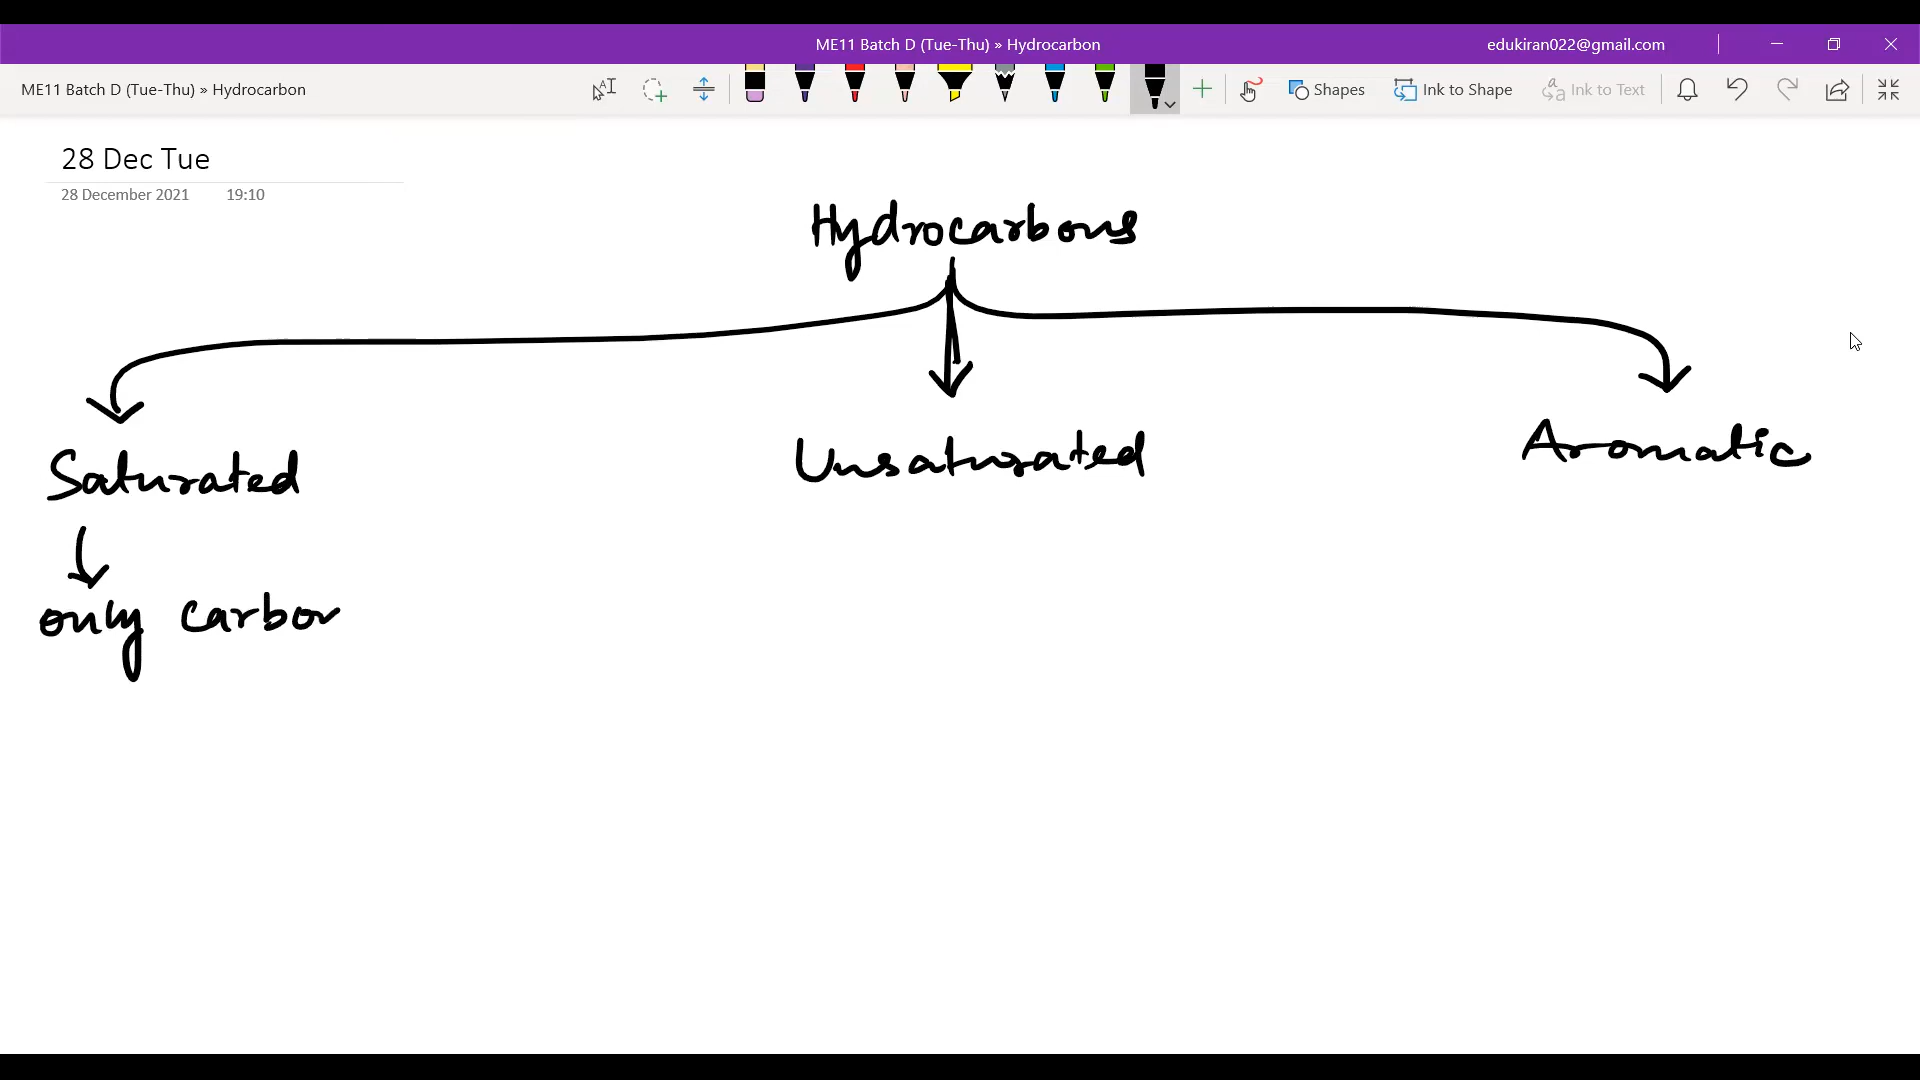 ME11 Batch D (Tue-Thu) » Hydrocarbon
edukiran022@gmail.com
ME11 Batch D (Tue-Thu) » Hydrocarbon
Shapes
Ink to Shape
Ink to Text
28 Dec Tue
28 December 2021 19:10
Hydrocarbons
Saturated
Unsaturated
Aromatic
only carbon